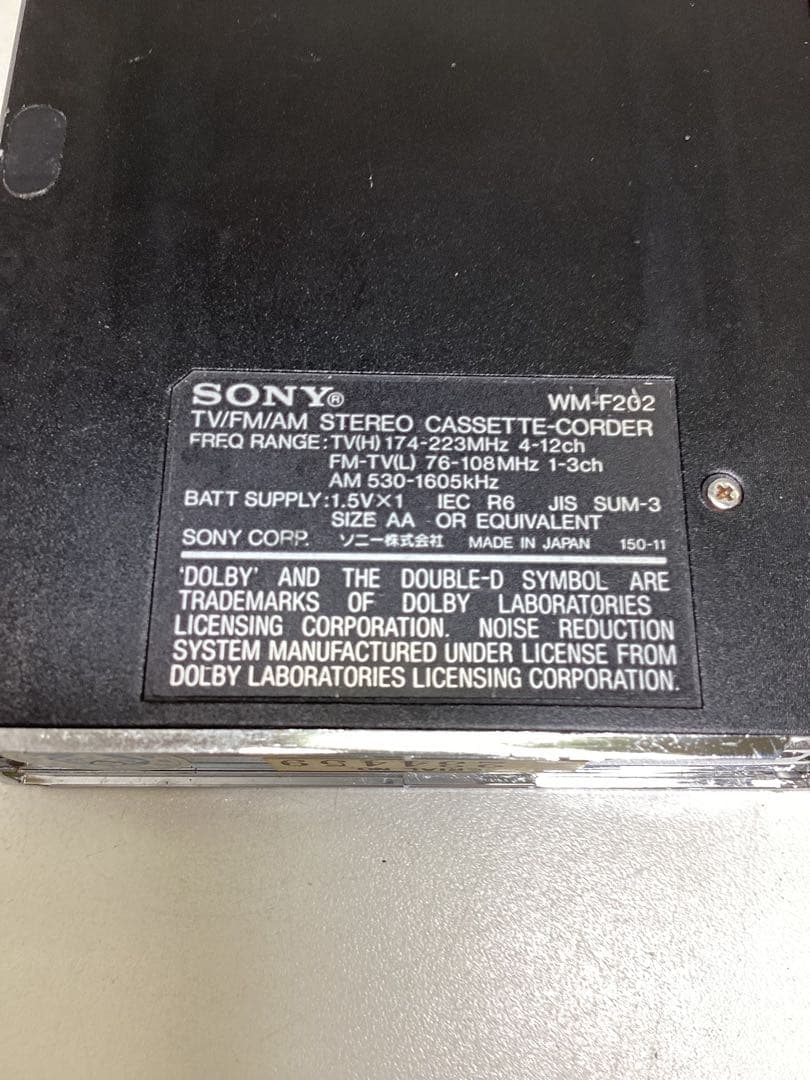 SONY® WM-F202
TV/FM/AM STEREO CASSETTE-CORDER
FREQ RANGE:TV(H) 174-223MHz 4-12ch
FM-TV(L) 76-108MHz 1-3ch
AM 530-1605kHz
BATT SUPPLY:1.5V×1 IEC R6 JIS SUM-3
SIZE AA OR EQUIVALENT
SONY CORP. ソニー株式会社 MADE IN JAPAN 150-11
'DOLBY' AND THE DOUBLE-D SYMBOL ARE
TRADEMARKS OF DOLBY LABORATORIES
LICENSING CORPORATION. NOISE REDUCTION
SYSTEM MANUFACTURED UNDER LICENSE FROM
DOLBY LABORATORIES LICENSING CORPORATION.